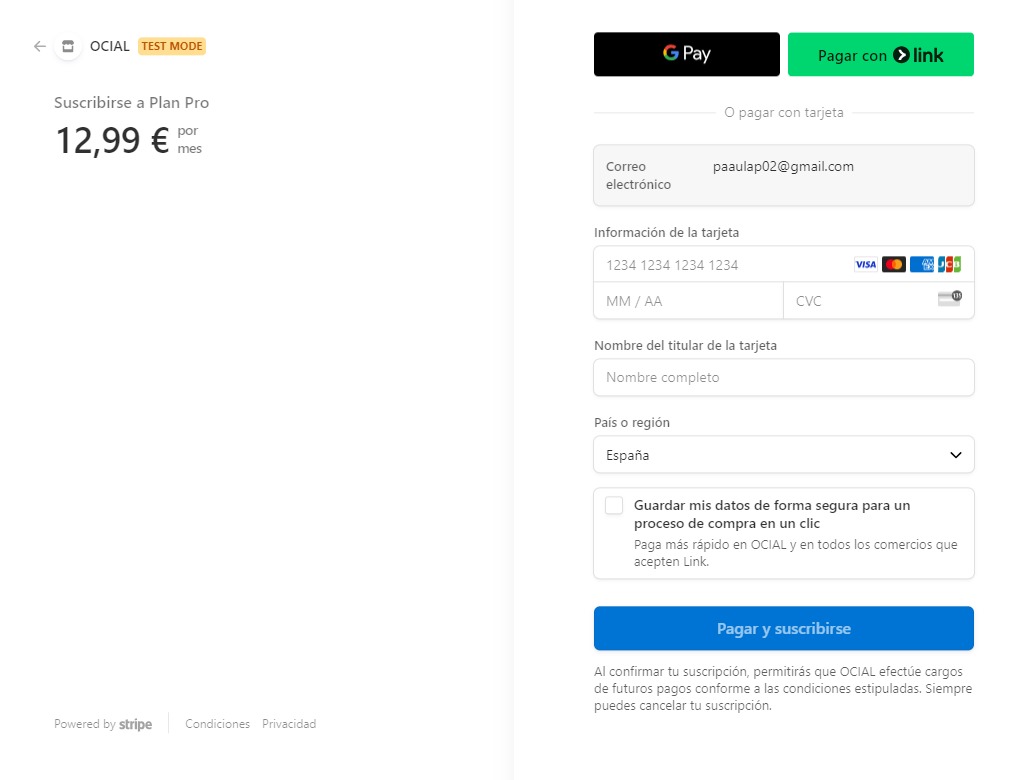 OCIAL TEST MODE
Suscribirse a Plan Pro
12,99 € por
mes
Powered by stripe
Condiciones Privacidad
G Pay
Pagar con link
O pagar con tarjeta
Correo
electrónico
paaulap02@gmail.com
Información de la tarjeta
1234 1234 1234 1234 VISA AMEX JCB
MM / AA CVC
Nombre del titular de la tarjeta
Nombre completo
País o región
España
Guardar mis datos de forma segura para un
proceso de compra en un clic
Paga más rápido en OCIAL y en todos los comercios que
acepten Link.
Pagar y suscribirse
Al confirmar tu suscripción, permitirás que OCIAL efectúe cargos
de futuros pagos conforme a las condiciones estipuladas. Siempre
puedes cancelar tu suscripción.